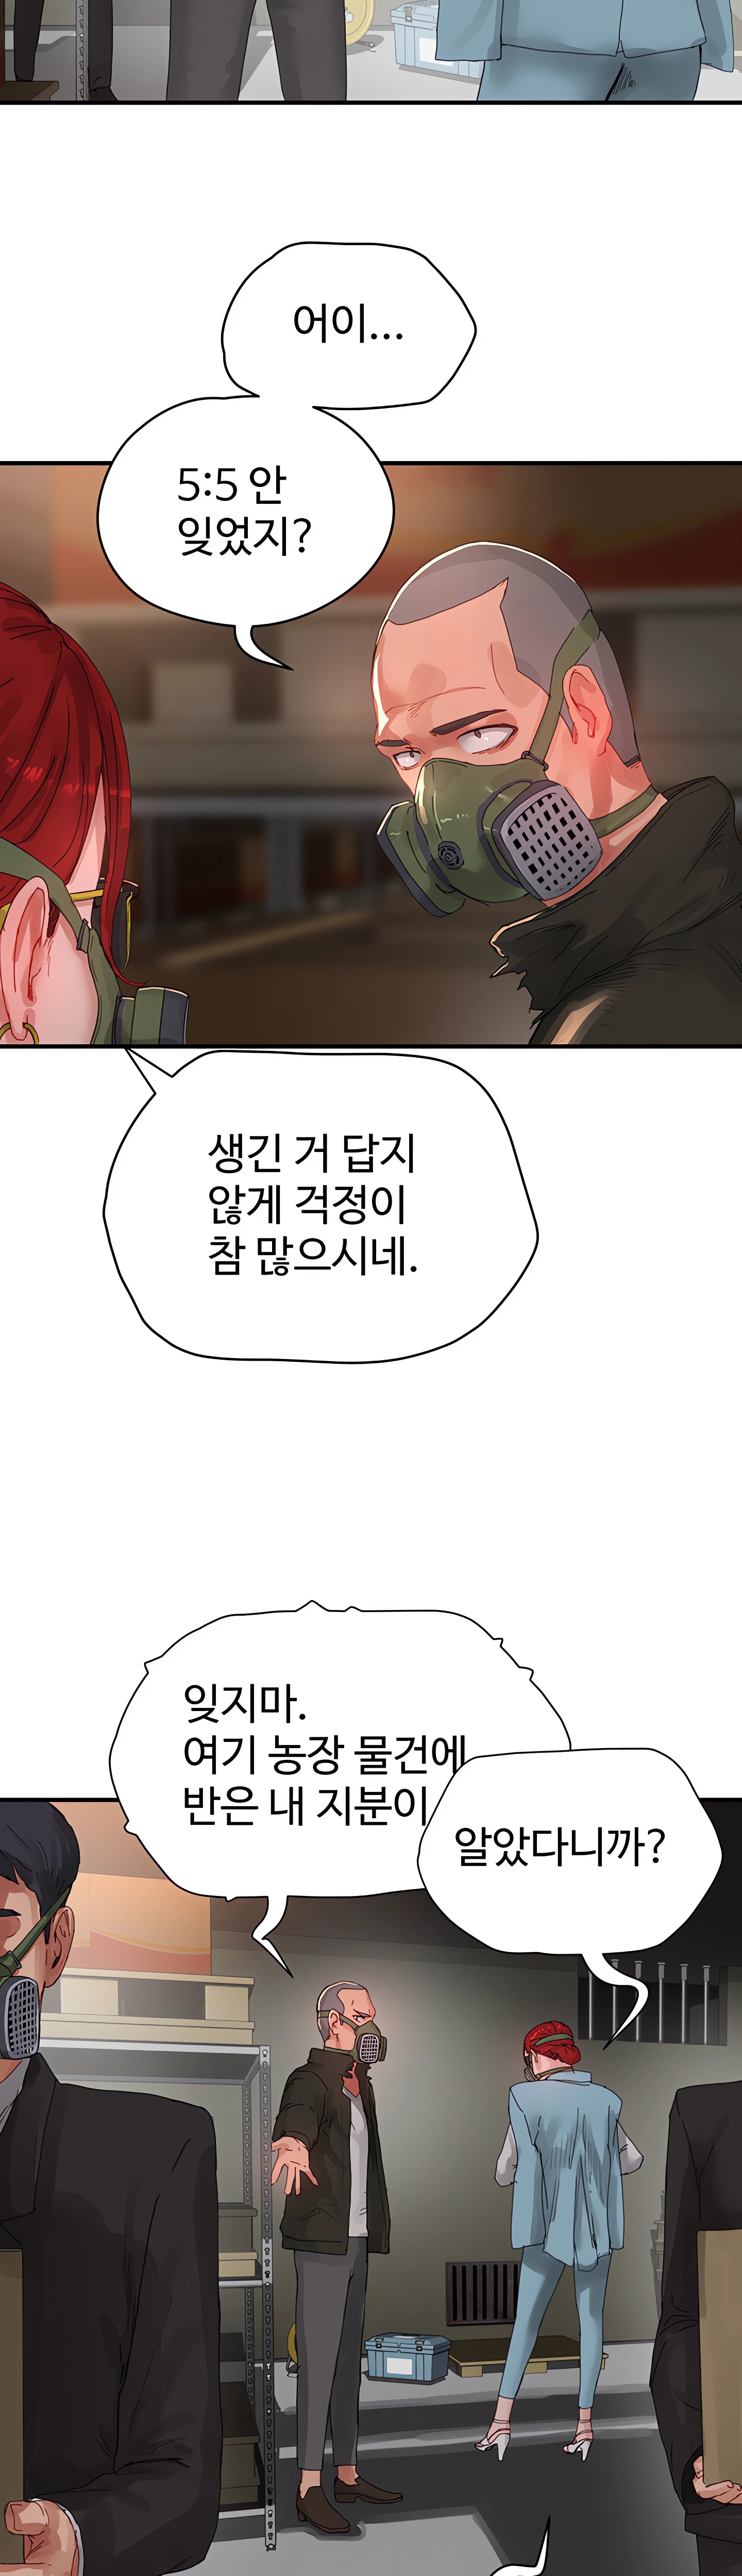 어이...
5:5 안
잊었지?
생긴 거 답지
않게 걱정이
참 많으시네.
잊지마.
여기 농장 물건에
반은 내 지분이
알았다니까?